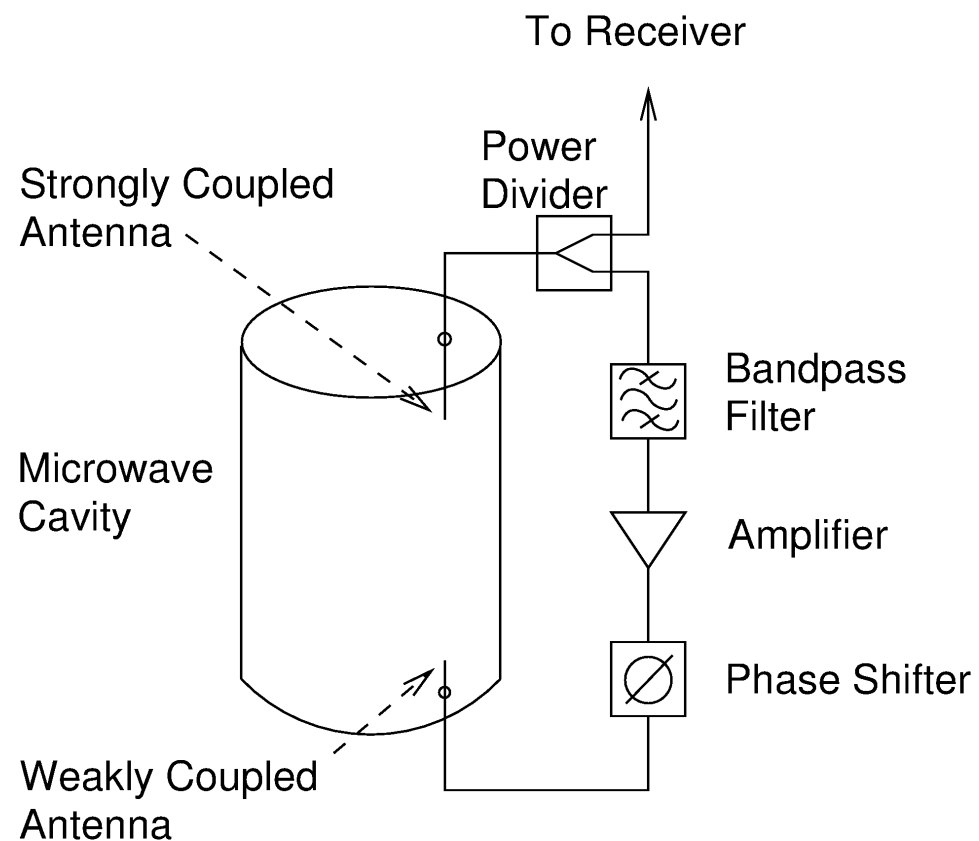 To Receiver
Power
Divider
Strongly Coupled
Antenna
Bandpass
Filter
Microwave
Cavity
Amplifier
Phase Shifter
Weakly Coupled
Antenna